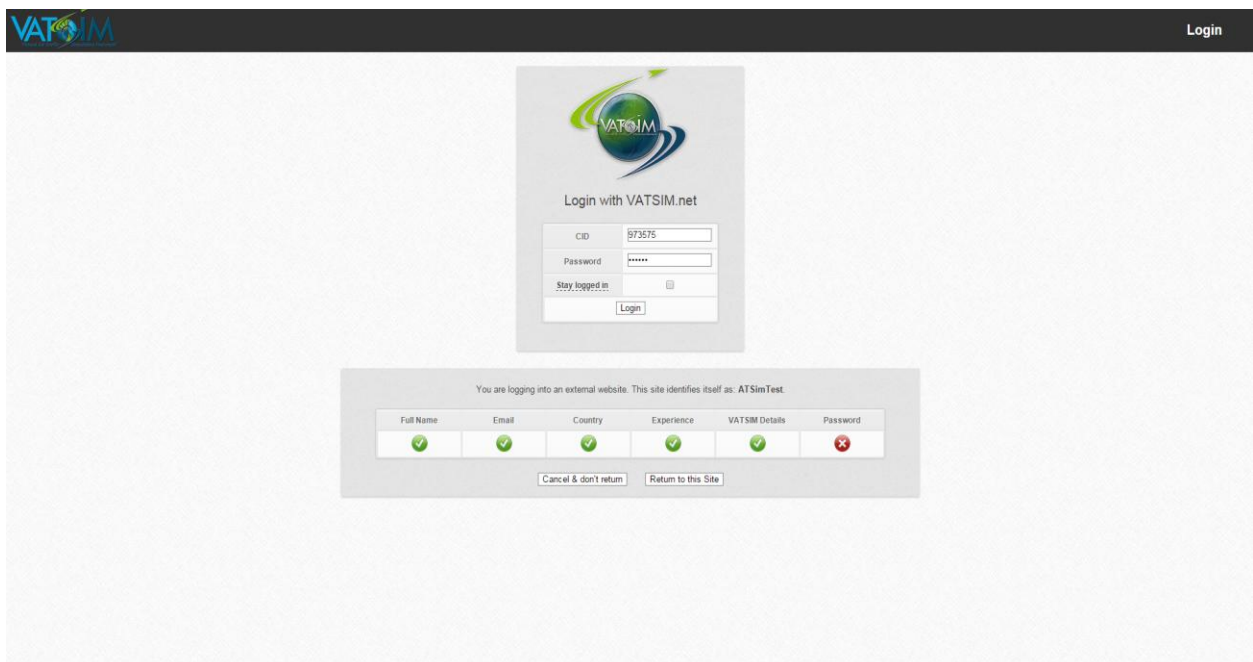 VATSIM
Login
VATSIM
Login with VATSIM.net
CID 973575
Password ••••••
Stay logged in
Login
You are logging into an external website. This site identifies itself as: ATSimTest.
Full Name Email Country Experience VATSIM Details Password
Cancel & don't return Return to this Site